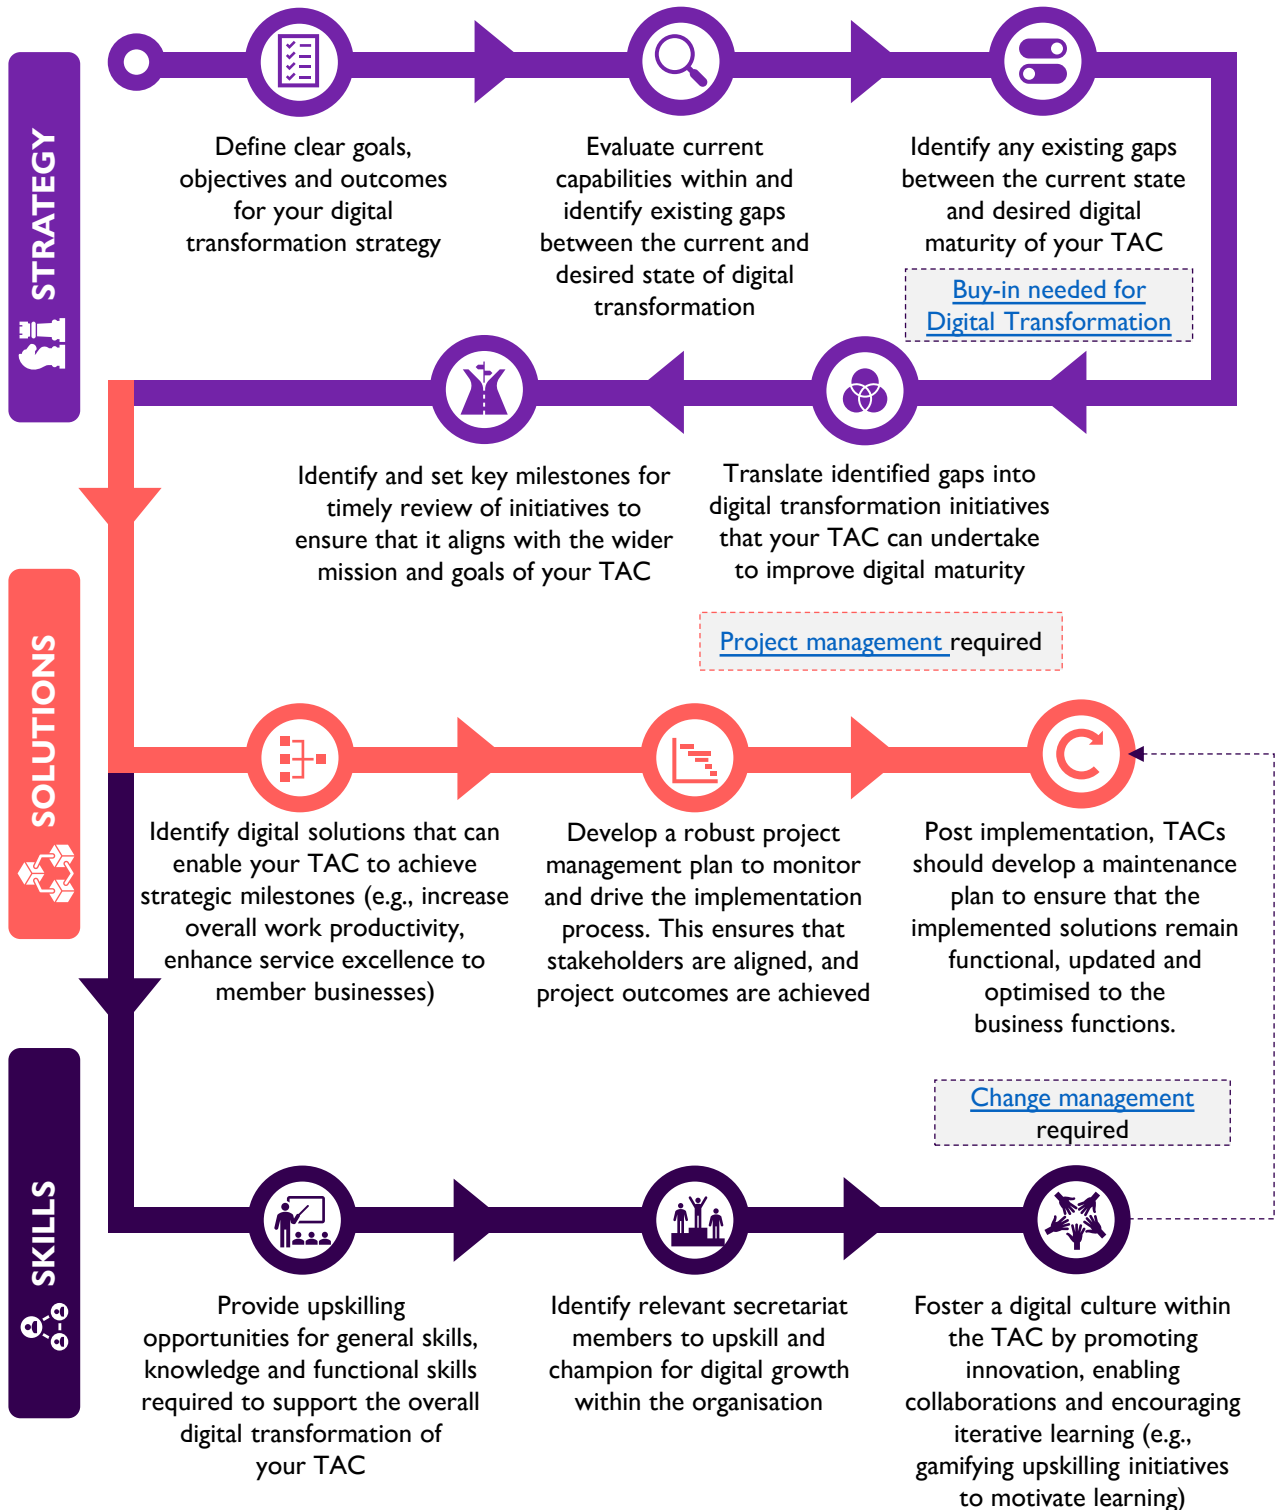 STRATEGY
Define clear goals,
objectives and outcomes
for your digital
transformation strategy
Evaluate current
capabilities within and
identify existing gaps
between the current and
desired state of digital
transformation
Identify any existing gaps
between the current state
and desired digital
maturity of your TAC
Buy-in needed for
Digital Transformation
Translate identified gaps into
digital transformation initiatives
that your TAC can undertake
to improve digital maturity
Identify and set key milestones for
timely review of initiatives to
ensure that it aligns with the wider
mission and goals of your TAC
SOLUTIONS
Project management required
Identify digital solutions that can
enable your TAC to achieve
strategic milestones (e.g., increase
overall work productivity,
enhance service excellence to
member businesses)
Develop a robust project
management plan to monitor
and drive the implementation
process. This ensures that
stakeholders are aligned, and
project outcomes are achieved
Post implementation, TACs
should develop a maintenance
plan to ensure that the
implemented solutions remain
functional, updated and
optimised to the
business functions.
SKILLS
Change management
required
Provide upskilling
opportunities for general skills,
knowledge and functional skills
required to support the overall
digital transformation of
your TAC
Identify relevant secretariat
members to upskill and
champion for digital growth
within the organisation
Foster a digital culture within
the TAC by promoting
innovation, enabling
collaborations and encouraging
iterative learning (e.g.,
gamifying upskilling initiatives
to motivate learning)